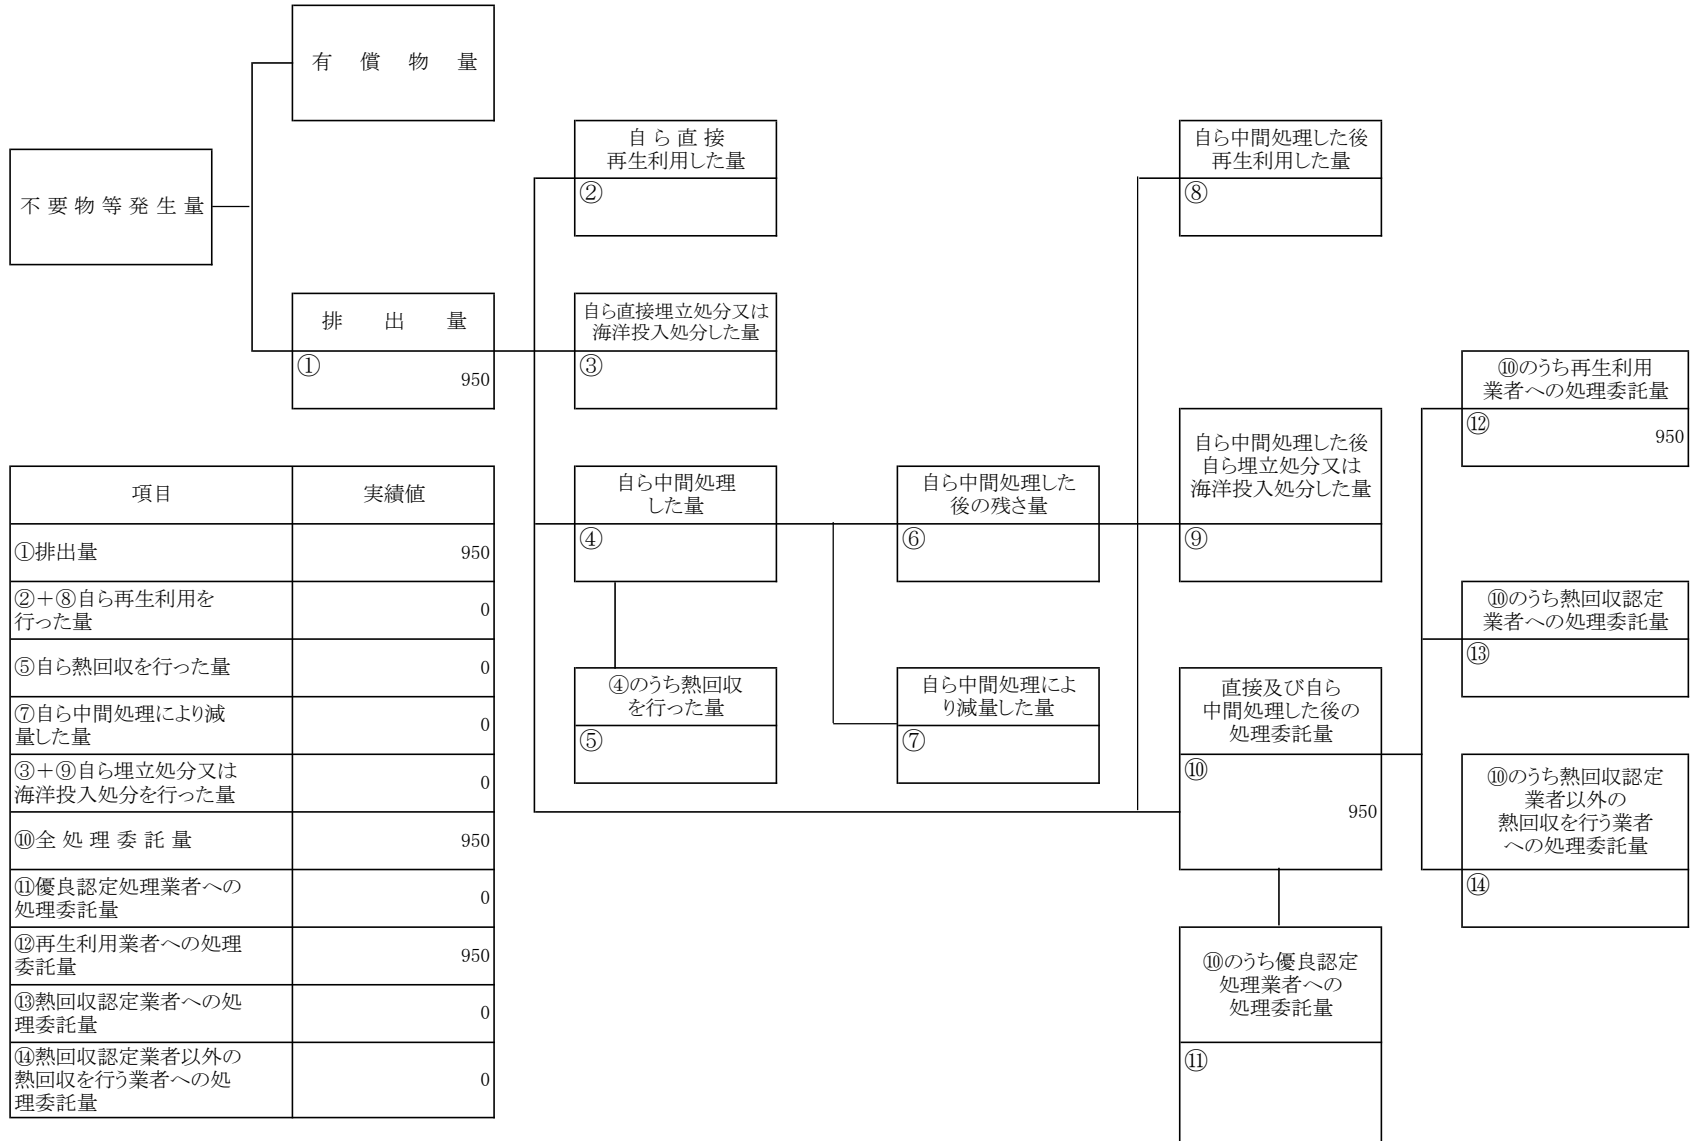 有償物量
不要物等発生量
排出量
①
950
自ら直接
再生利用した量
②
自ら直接埋立処分又は
海洋投入処分した量
③
自ら中間処理
した量
④
④のうち熱回収
を行った量
⑤
自ら中間処理した
後の残さ量
⑥
自ら中間処理によ
り減量した量
⑦
自ら中間処理した後
再生利用した量
⑧
自ら中間処理した後
自ら埋立処分又は
海洋投入処分した量
⑨
直接及び自ら
中間処理した後の
処理委託量
⑩
950
⑩のうち優良認定
処理業者への
処理委託量
⑪
⑩のうち再生利用
業者への処理委託量
⑫
950
⑩のうち熱回収認定
業者への処理委託量
⑬
⑩のうち熱回収認定
業者以外の
熱回収を行う業者
への処理委託量
⑭
項目 実績値
①排出量 950
②+⑧自ら再生利用を
行った量 0
⑤自ら熱回収を行った量 0
⑦自ら中間処理により減
量した量 0
③+⑨自ら埋立処分又は
海洋投入処分を行った量 0
⑩全処理委託量 950
⑪優良認定処理業者への
処理委託量 0
⑫再生利用業者への処理
委託量 950
⑬熱回収認定業者への処
理委託量 0
⑭熱回収認定業者以外の
熱回収を行う業者への処
理委託量 0